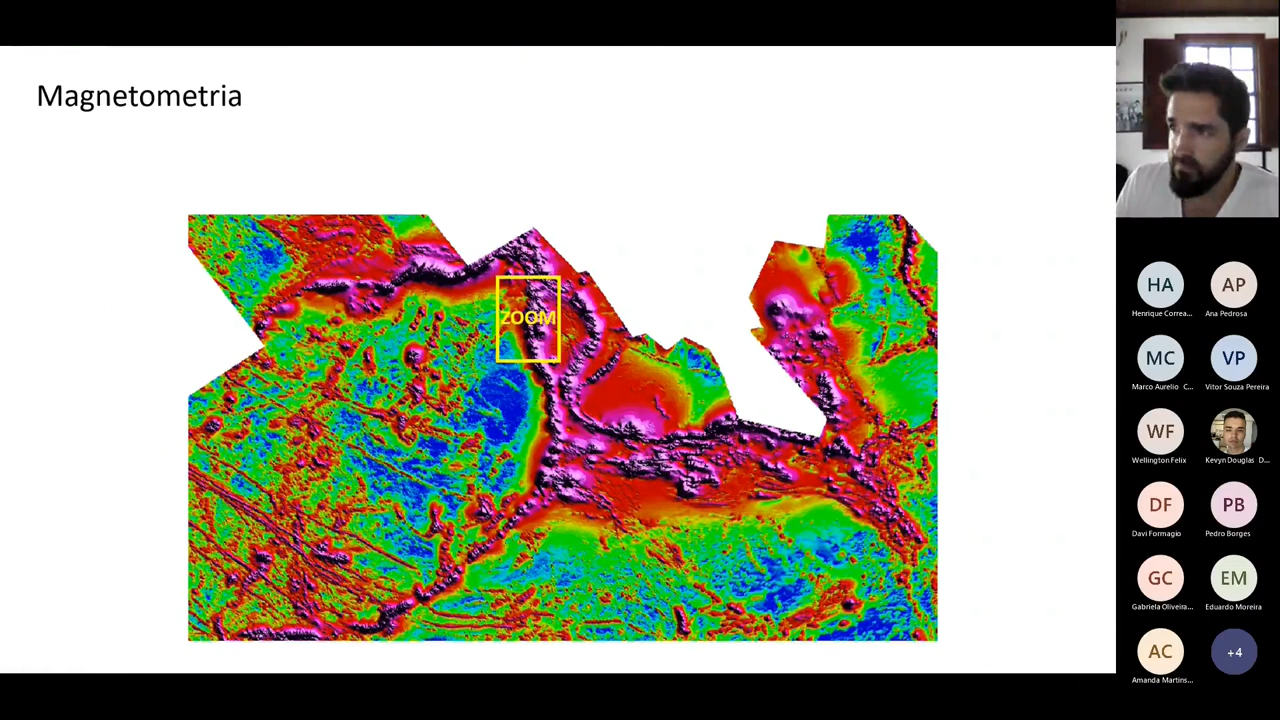 Magnetometria
ZOOM
HA
AP
Henrique Correa...
Ana Pedrosa
MC
VP
Marco Aurelio C...
Vitor Souza Pereira
WF
Wellington Felix
Kevyn Douglas D...
DF
PB
Davi Formagio
Pedro Borges
GC
EM
Gabriela Oliveira...
Eduardo Moreira
AC
+4
Amanda Martins...